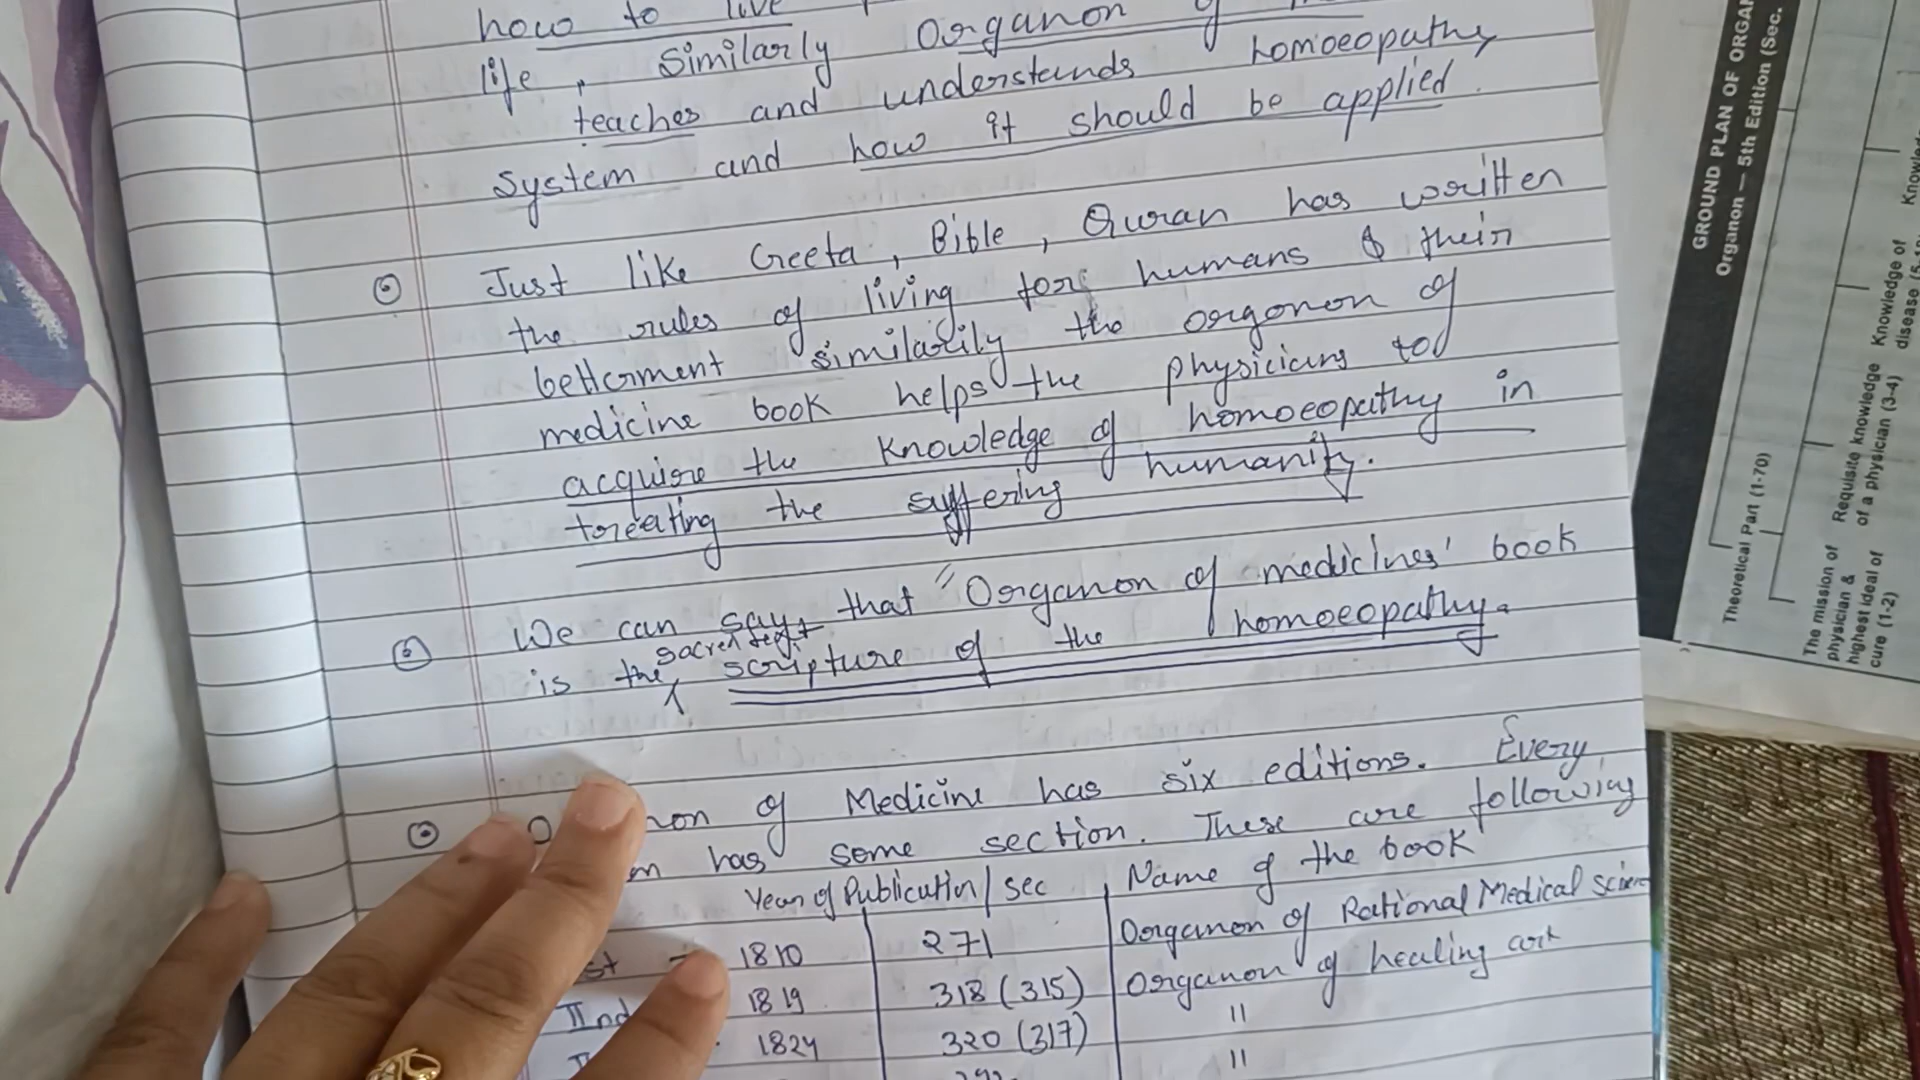 how to live
life, Similarly Organon
teaches and understands homoeopathy
system and how it should be applied.
Just like Geeta, Bible, Quran has written
the rules of living for humans & their
betterment similarily the orgonon of
medicine book helps the physicians to
acquire the knowledge of homoeopathy in
treating the suffering humanity.
We can say, that "Organon of medicines' book
sacred text
is the scripture of the homoeopathy.
of Medicine has six editions. Every
has some section. These are following
Year of Publication / sec Name of the book
1810 271 Organon of Rational Medical Science
IInd 1819 318 (315) Organon of healing art
1824 320 (317) "
"
GROUND PLAN OF
Organon — 5th Edition (Sec.
Theoretical Part (1-70)
The mission of
physician &
highest ideal of
cure (1-2)
Requisite knowledge
of a physician (3-4)
Knowledge of
disease